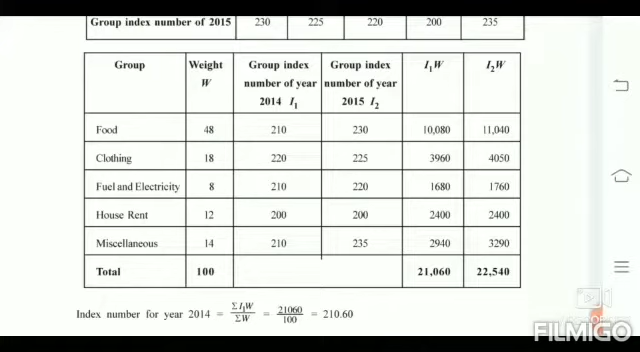 Group index number of 2015 230 225 220 200 235
Group Weight Group index Group index I₁W I₂W
W number of year number of year
2014 I₁ 2015 I₂
Food 48 210 230 10,080 11,040
Clothing 18 220 225 3960 4050
Fuel and Electricity 8 210 220 1680 1760
House Rent 12 200 200 2400 2400
Miscellaneous 14 210 235 2940 3290
Total 100 21,060 22,540
Index number for year 2014 = ΣI₁W/ΣW = 21060/100 = 210.60
FILMIGO